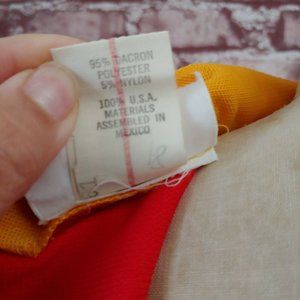 95% DACRON
POLYESTER
5% NYLON
100% U.S.A.
MATERIALS
ASSEMBLED IN
MEXICO